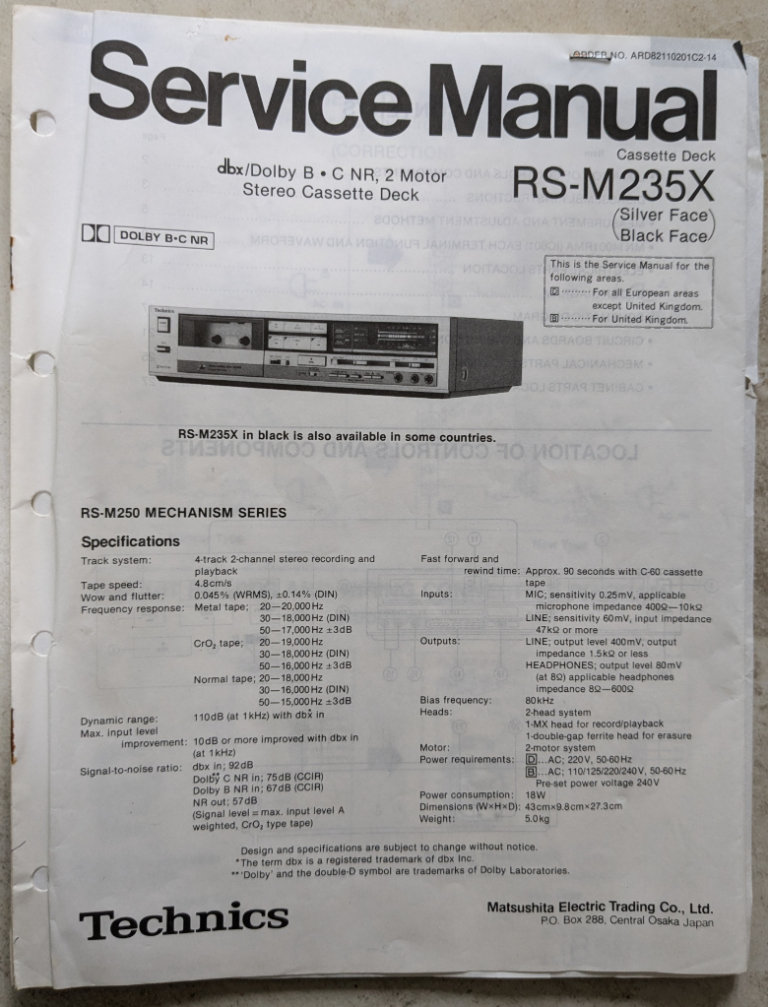 ORDER NO. ARD82110201C2-14
Service Manual
Cassette Deck
dbx/Dolby B • C NR, 2 Motor
Stereo Cassette Deck
RS-M235X
(Silver Face)
(Black Face)
DOLBY B•C NR
This is the Service Manual for the
following areas.
D ········· For all European areas
except United Kingdom.
B ········· For United Kingdom.
Technics
RS-M235X in black is also available in some countries.
RS-M250 MECHANISM SERIES
Specifications
Track system: 4-track 2-channel stereo recording and
playback
Tape speed: 4.8cm/s
Wow and flutter: 0.045% (WRMS), ±0.14% (DIN)
Frequency response: Metal tape; 20—20,000Hz
30—18,000Hz (DIN)
50—17,000Hz ±3dB
CrO₂ tape; 20—19,000Hz
30—18,000Hz (DIN)
50—16,000Hz ±3dB
Normal tape; 20—18,000Hz
30—16,000Hz (DIN)
50—15,000Hz ±3dB
Dynamic range: 110dB (at 1kHz) with dbx* in
Max. input level
improvement: 10dB or more improved with dbx in
(at 1kHz)
Signal-to-noise ratio: dbx in; 92dB
Dolby** C NR in; 75dB (CCIR)
Dolby B NR in; 67dB (CCIR)
NR out; 57dB
(Signal level = max. input level A
weighted, CrO₂ type tape)
Fast forward and
rewind time: Approx. 90 seconds with C-60 cassette
tape
Inputs: MIC; sensitivity 0.25mV, applicable
microphone impedance 400Ω—10kΩ
LINE; sensitivity 60mV, input impedance
47kΩ or more
Outputs: LINE; output level 400mV, output
impedance 1.5kΩ or less
HEADPHONES; output level 80mV
(at 8Ω) applicable headphones
impedance 8Ω—600Ω
Bias frequency: 80kHz
Heads: 2-head system
1-MX head for record/playback
1-double-gap ferrite head for erasure
Motor: 2-motor system
Power requirements: D...AC; 220V, 50-60Hz
B...AC; 110/125/220/240V, 50-60Hz
Pre-set power voltage 240V
Power consumption: 18W
Dimensions (W×H×D): 43cm×9.8cm×27.3cm
Weight: 5.0kg
Design and specifications are subject to change without notice.
*The term dbx is a registered trademark of dbx Inc.
**'Dolby' and the double-D symbol are trademarks of Dolby Laboratories.
Technics
Matsushita Electric Trading Co., Ltd.
P.O. Box 288, Central Osaka Japan